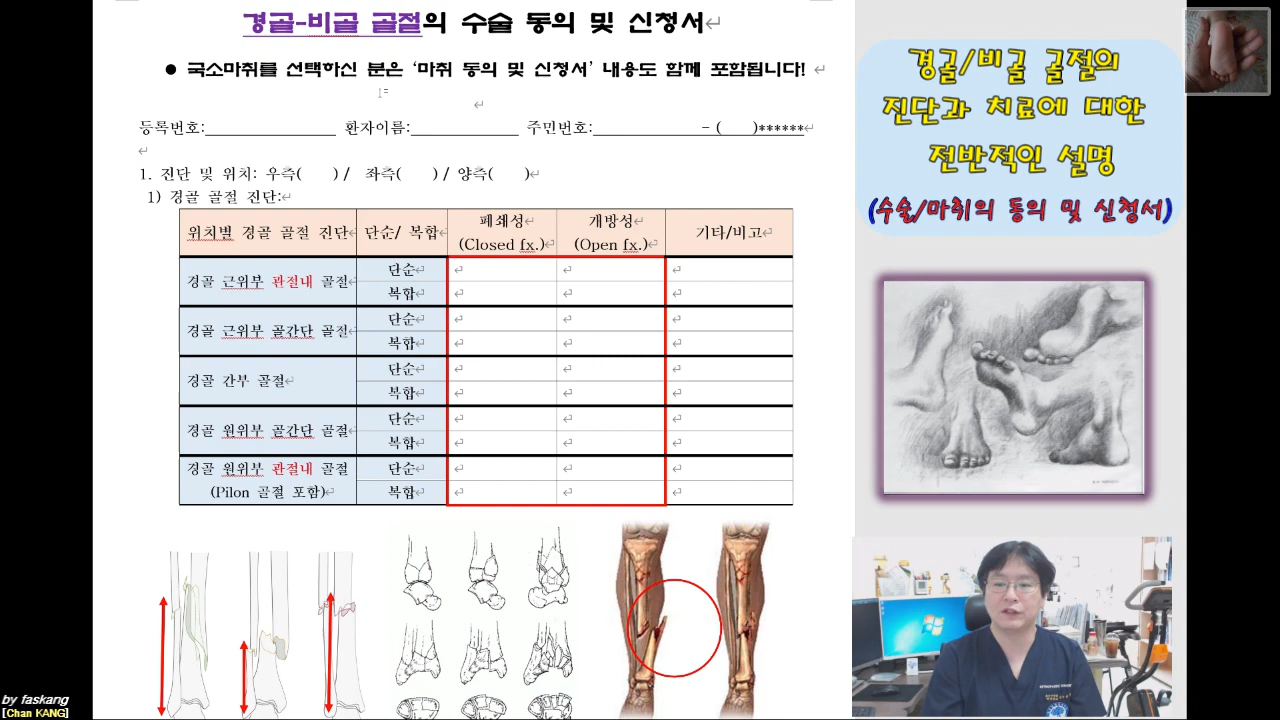 경골-비골 골절의 수술 동의 및 신청서
● 국소마취를 선택하신 분은 ‘마취 동의 및 신청서’ 내용도 함께 포함됩니다!
등록번호: 환자이름: 주민번호: - ( )******
1. 진단 및 위치: 우측( ) / 좌측( ) / 양측( )
1) 경골 골절 진단:
위치별 경골 골절 진단 단순/ 복합 폐쇄성 (Closed fx.) 개방성 (Open fx.) 기타/비고
경골 근위부 관절내 골절 단순
복합
경골 근위부 골간단 골절 단순
복합
경골 간부 골절 단순
복합
경골 원위부 골간단 골절 단순
복합
경골 원위부 관절내 골절 단순
(Pilon 골절 포함) 복합
경골/비골 골절의
진단과 치료에 대한
전반적인 설명
(수술/마취의 동의 및 신청서)
by faskang
[Chan KANG]